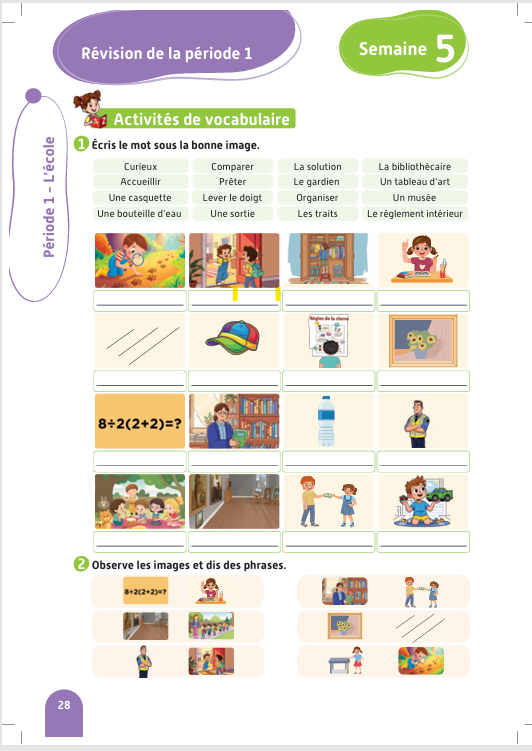 Révision de la période 1
Semaine 5
Période 1 - L'école
Activités de vocabulaire
1 Écris le mot sous la bonne image.
Curieux Comparer La solution La bibliothécaire
Accueillir Prêter Le gardien Un tableau d'art
Une casquette Lever le doigt Organiser Un musée
Une bouteille d'eau Une sortie Les traits Le règlement intérieur
Règles de la classe
8÷2(2+2)=?
2 Observe les images et dis des phrases.
8÷2(2+2)=?
28